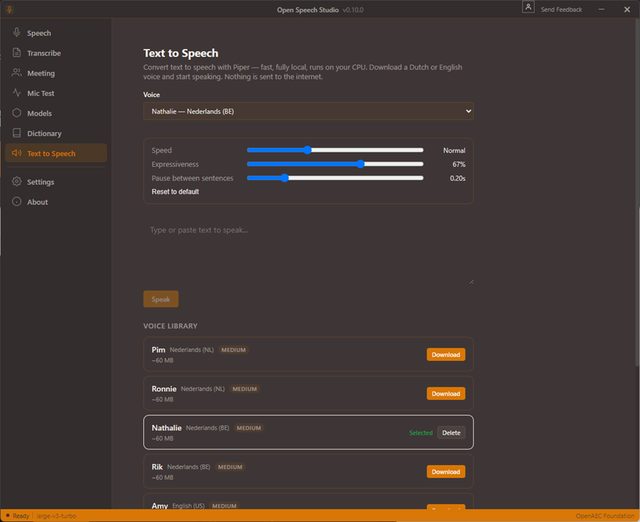 Open Speech Studio v0.10.0
Send Feedback
Speech
Transcribe
Meeting
Mic Test
Models
Dictionary
Text to Speech
Settings
About
Text to Speech
Convert text to speech with Piper — fast, fully local, runs on your CPU. Download a Dutch or English
voice and start speaking. Nothing is sent to the internet.
Voice
Nathalie — Nederlands (BE)
Speed Normal
Expressiveness 67%
Pause between sentences 0.20s
Reset to default
Type or paste text to speak...
Speak
VOICE LIBRARY
Pim Nederlands (NL) MEDIUM
~60 MB
Download
Ronnie Nederlands (NL) MEDIUM
~60 MB
Download
Nathalie Nederlands (BE) MEDIUM
~60 MB
Selected Delete
Rik Nederlands (BE) MEDIUM
~60 MB
Download
Amy English (US) MEDIUM
Download
Ready large-v3-turbo
OpenAEC Foundation